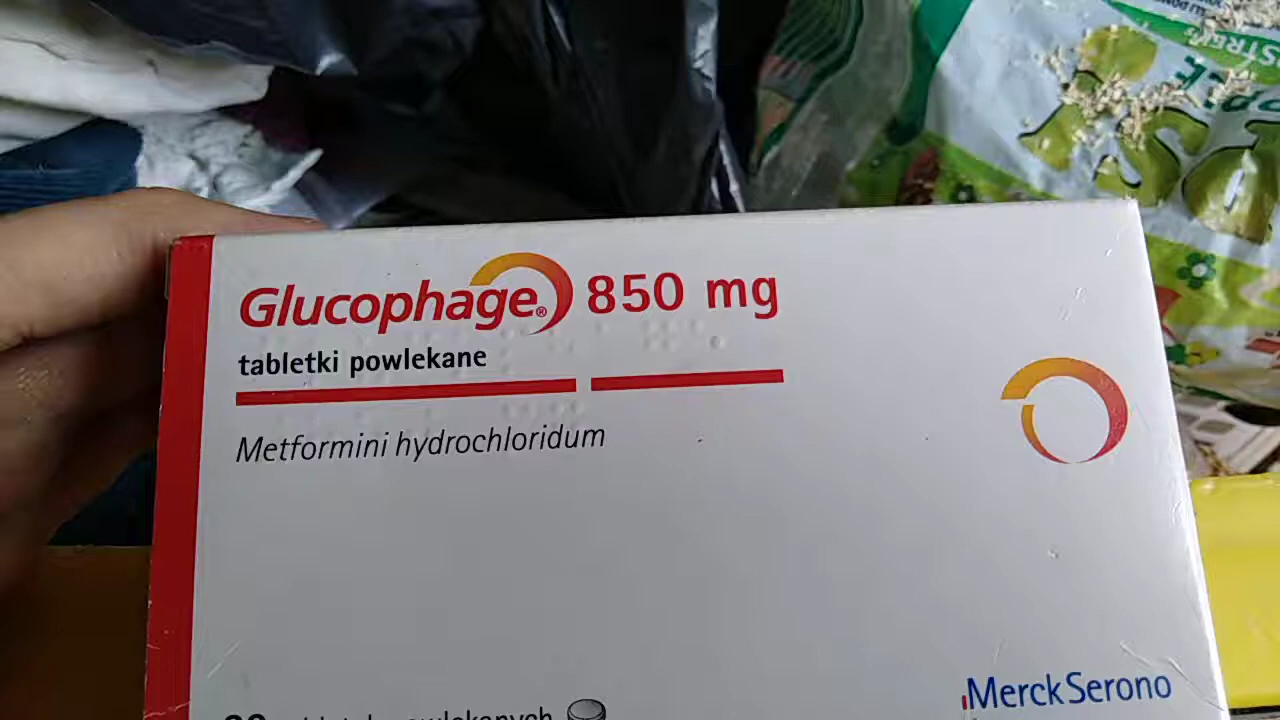 Glucophage® 850 mg
tabletki powlekane
Metformini hydrochloridum
MerckSerono